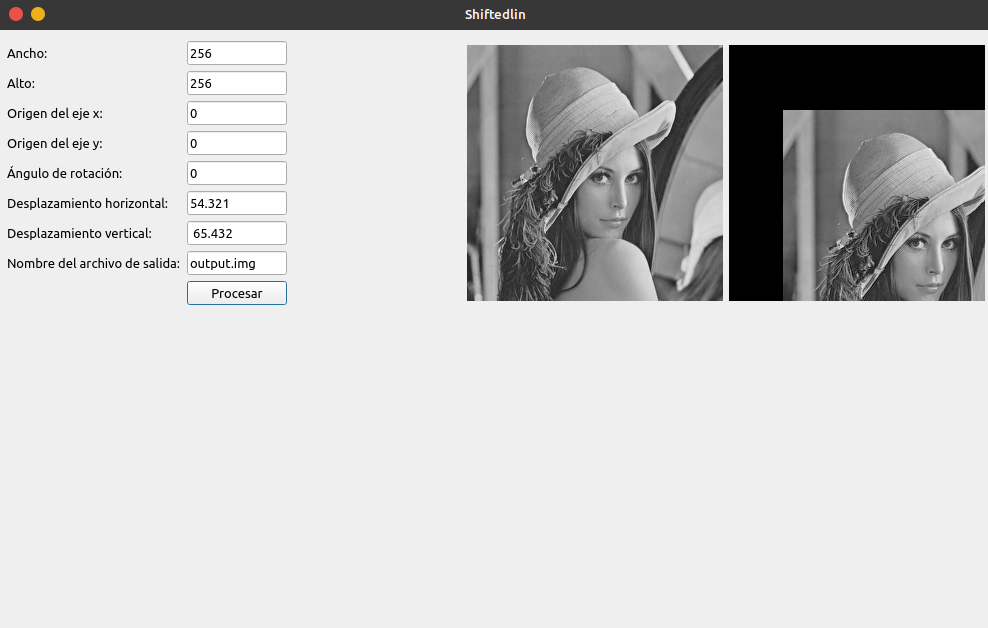 Shiftedlin
Ancho: 256
Alto: 256
Origen del eje x: 0
Origen del eje y: 0
Ángulo de rotación: 0
Desplazamiento horizontal: 54.321
Desplazamiento vertical: 65.432
Nombre del archivo de salida: output.img
Procesar